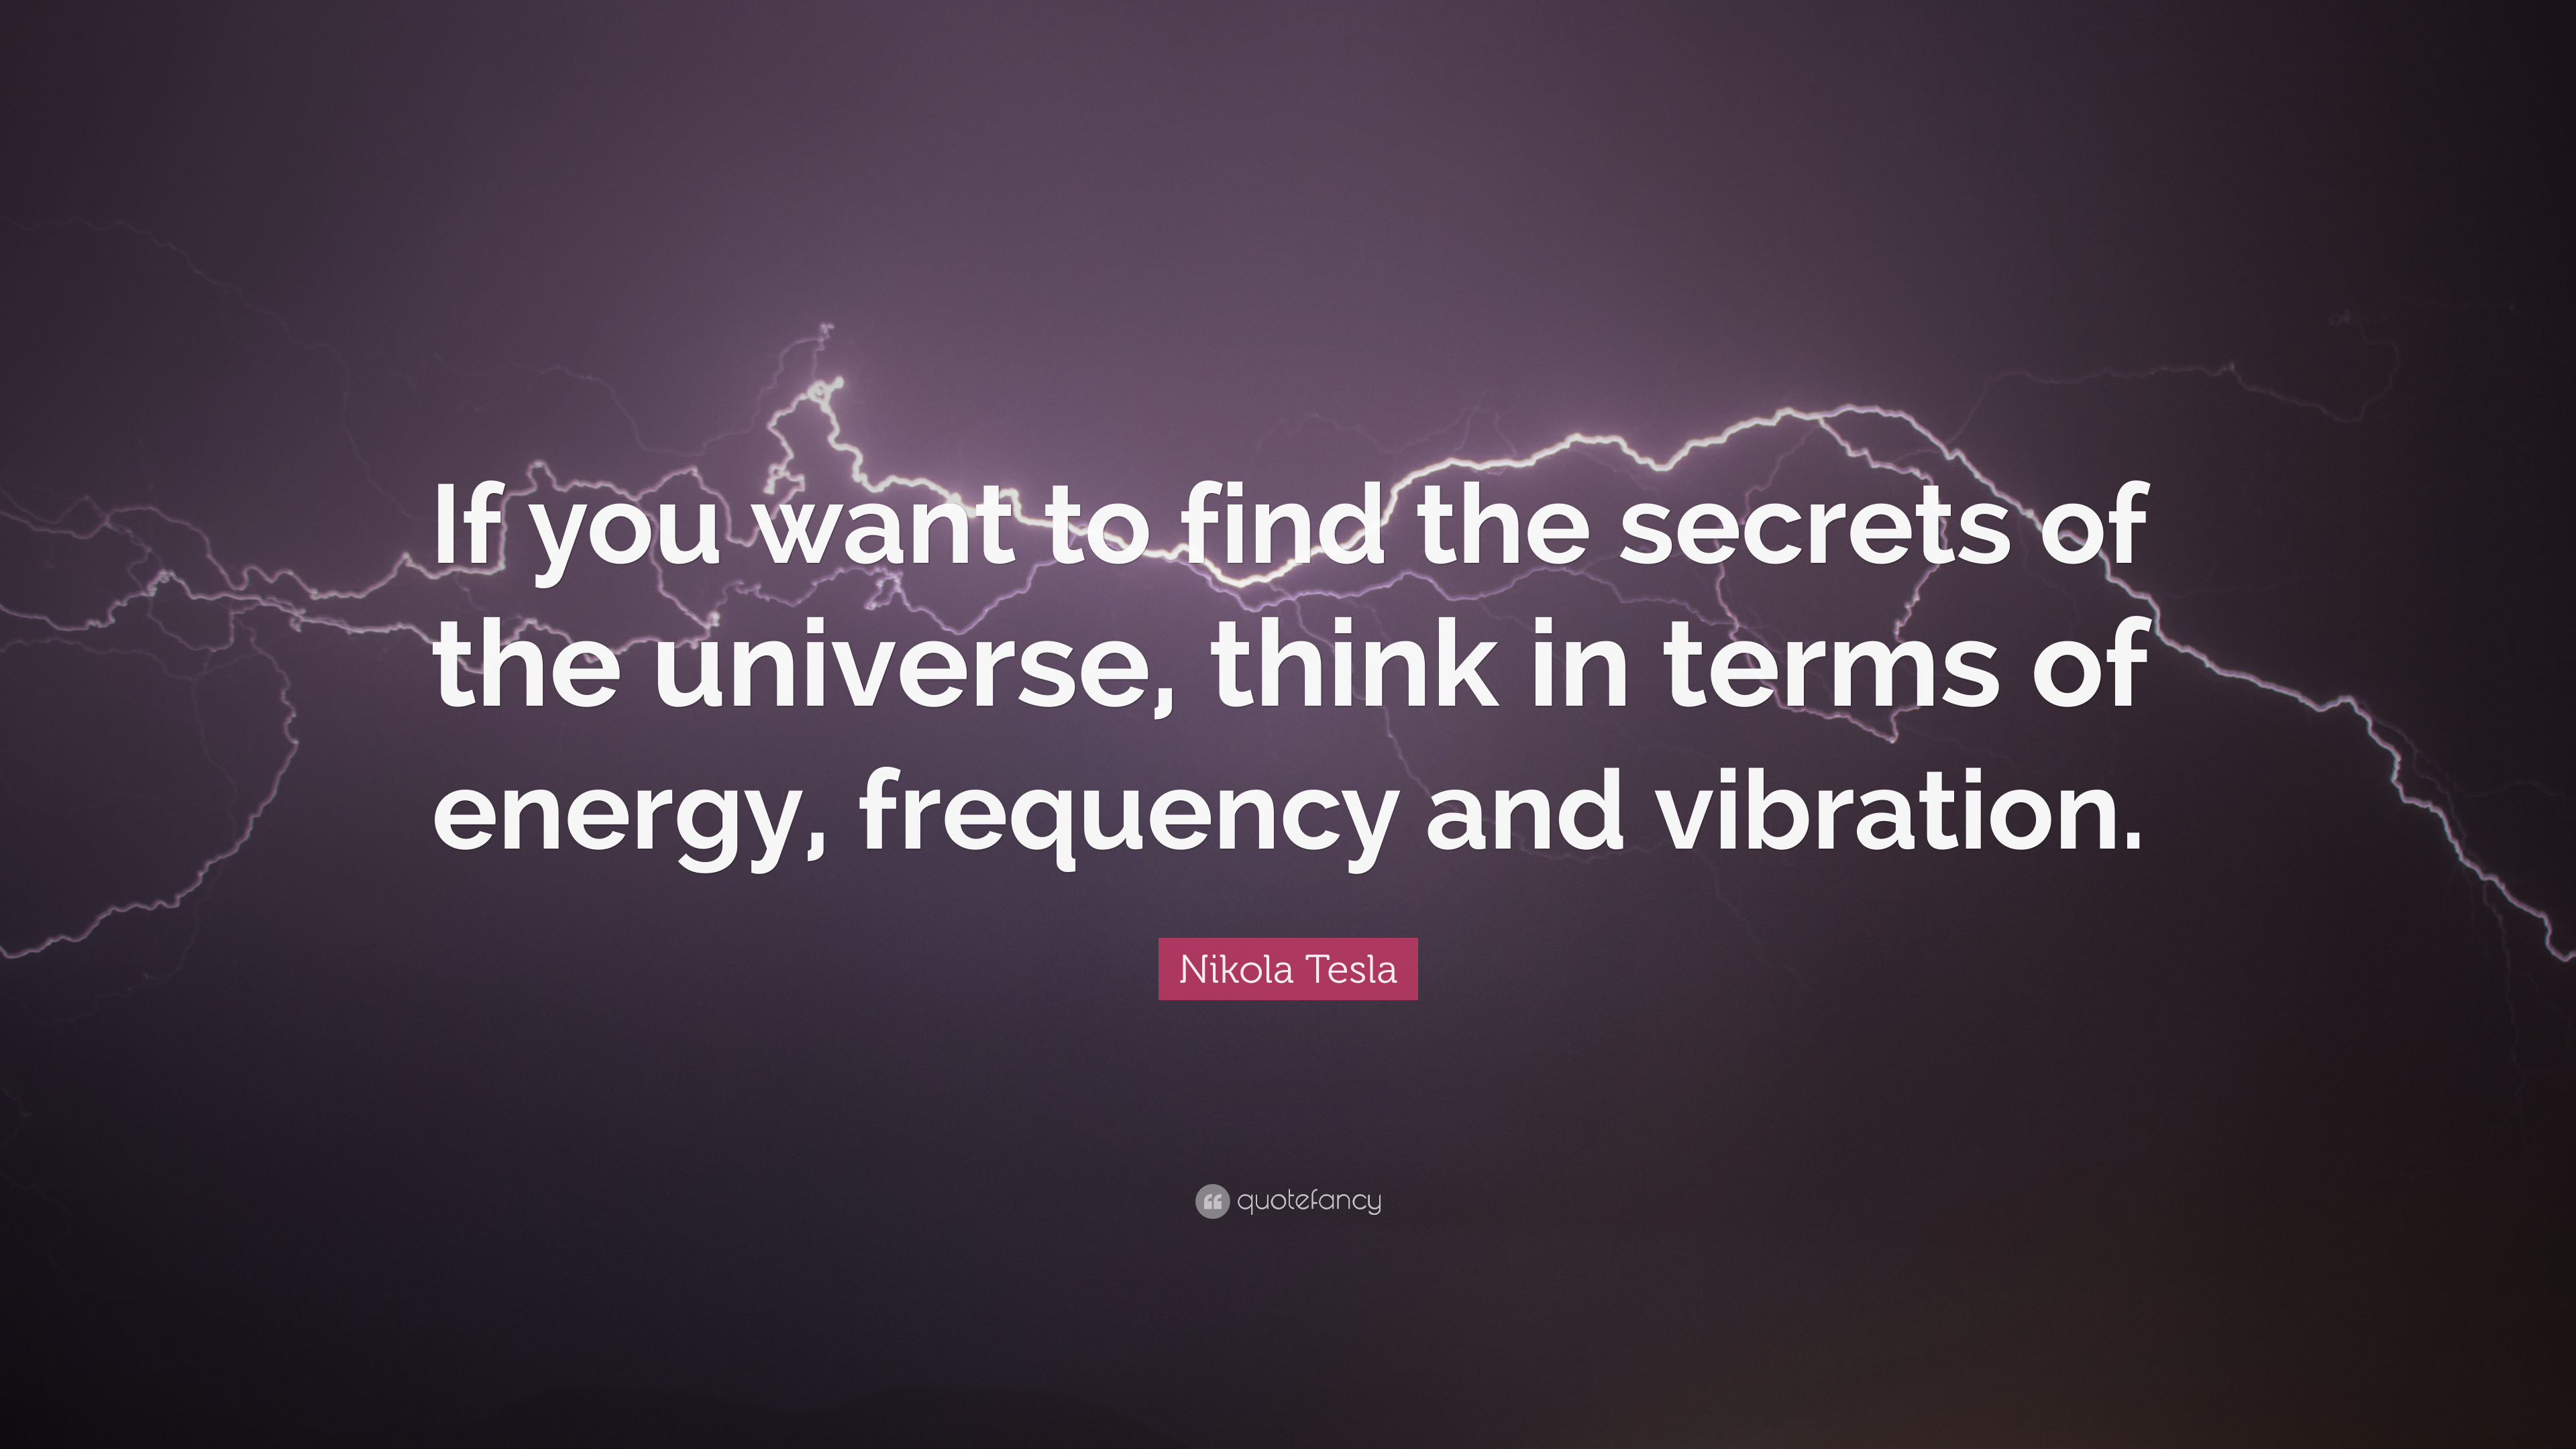 If you want to find the secrets of
the universe, think in terms of
energy, frequency and vibration.
Nikola Tesla
quotefancy